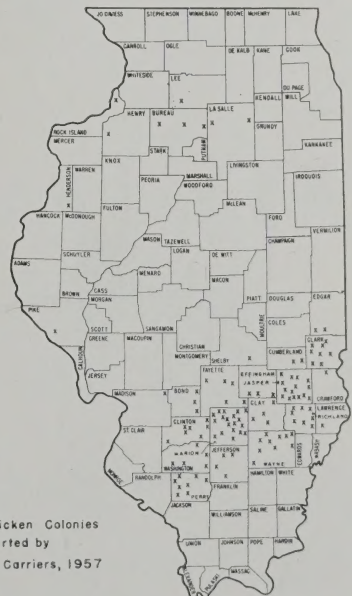 JO DAVIESS STEPHENSON WINNEBAGO BOONE McHENRY LAKE
CARROLL OGLE
DE KALB KANE COOK
WHITESIDE LEE
DU PAGE
KENDALL WILL
HENRY BUREAU LA SALLE
ROCK ISLAND
MERCER
GRUNDY
PUTNAM
STARK
KANKAKEE
KNOX
MARSHALL
LIVINGSTON
HENDERSON
WARREN
PEORIA
WOODFORD
IROQUOIS
HANCOCK McDONOUGH
FULTON
McLEAN
FORD
VERMILION
MASON TAZEWELL
SCHUYLER
LOGAN
DE WITT
CHAMPAIGN
ADAMS
MENARD
BROWN
CASS
MORGAN
MACON
PIATT DOUGLAS EDGAR
PIKE
SCOTT
SANGAMON
MOULTRIE
COLES
GREENE
MACOUPIN
CHRISTIAN
CALHOUN
MONTGOMERY
SHELBY
CUMBERLAND
CLARK
JERSEY
FAYETTE
EFFINGHAM
JASPER
CRAWFORD
MADISON
BOND
CLAY
LAWRENCE
RICHLAND
CLINTON
ST. CLAIR
MARION
JEFFERSON
WAYNE
EDWARDS
WABASH
MONROE
WASHINGTON
RANDOLPH
PERRY
HAMILTON WHITE
FRANKLIN
JACKSON
WILLIAMSON SALINE GALLATIN
UNION JOHNSON POPE HARDIN
ALEXANDER
PULASKI
MASSAC
icken Colonies
rted by
Carriers, 1957